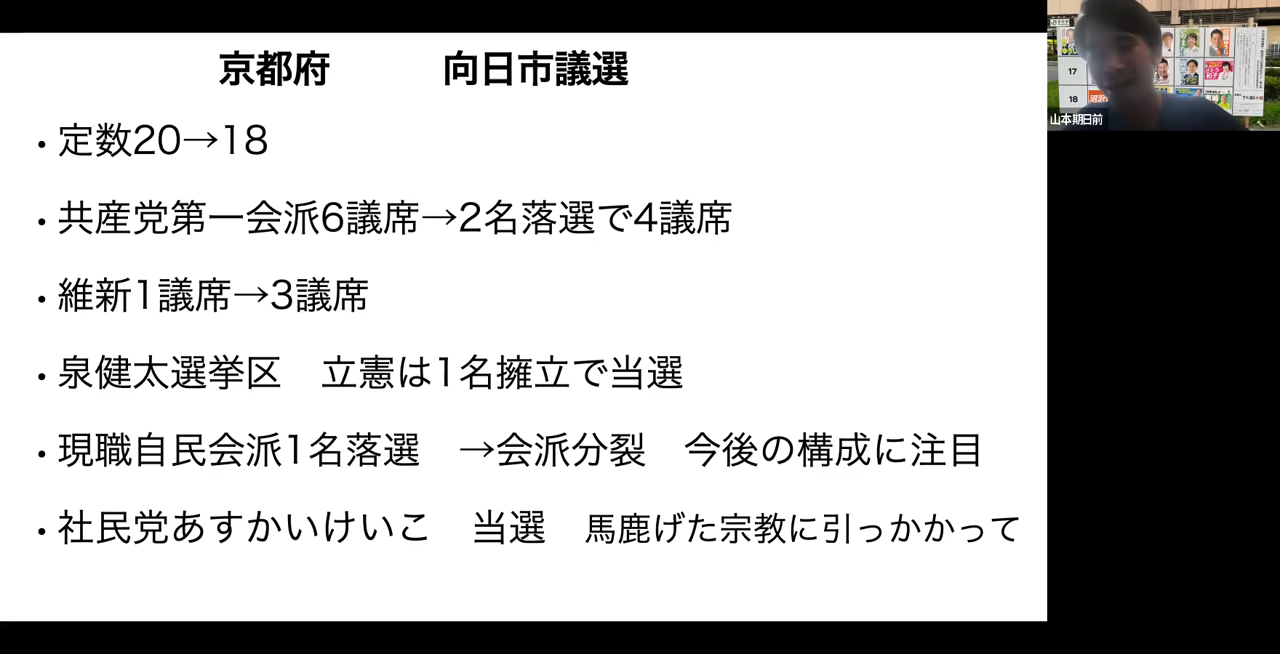 京都府　　　向日市議選
・定数20→18
・共産党第一会派6議席→2名落選で4議席
・維新1議席→3議席
・泉健太選挙区　立憲は1名擁立で当選
・現職自民会派1名落選　→会派分裂　今後の構成に注目
・社民党あすかいけいこ　当選　馬鹿げた宗教に引っかかって
17
18
山本期日前